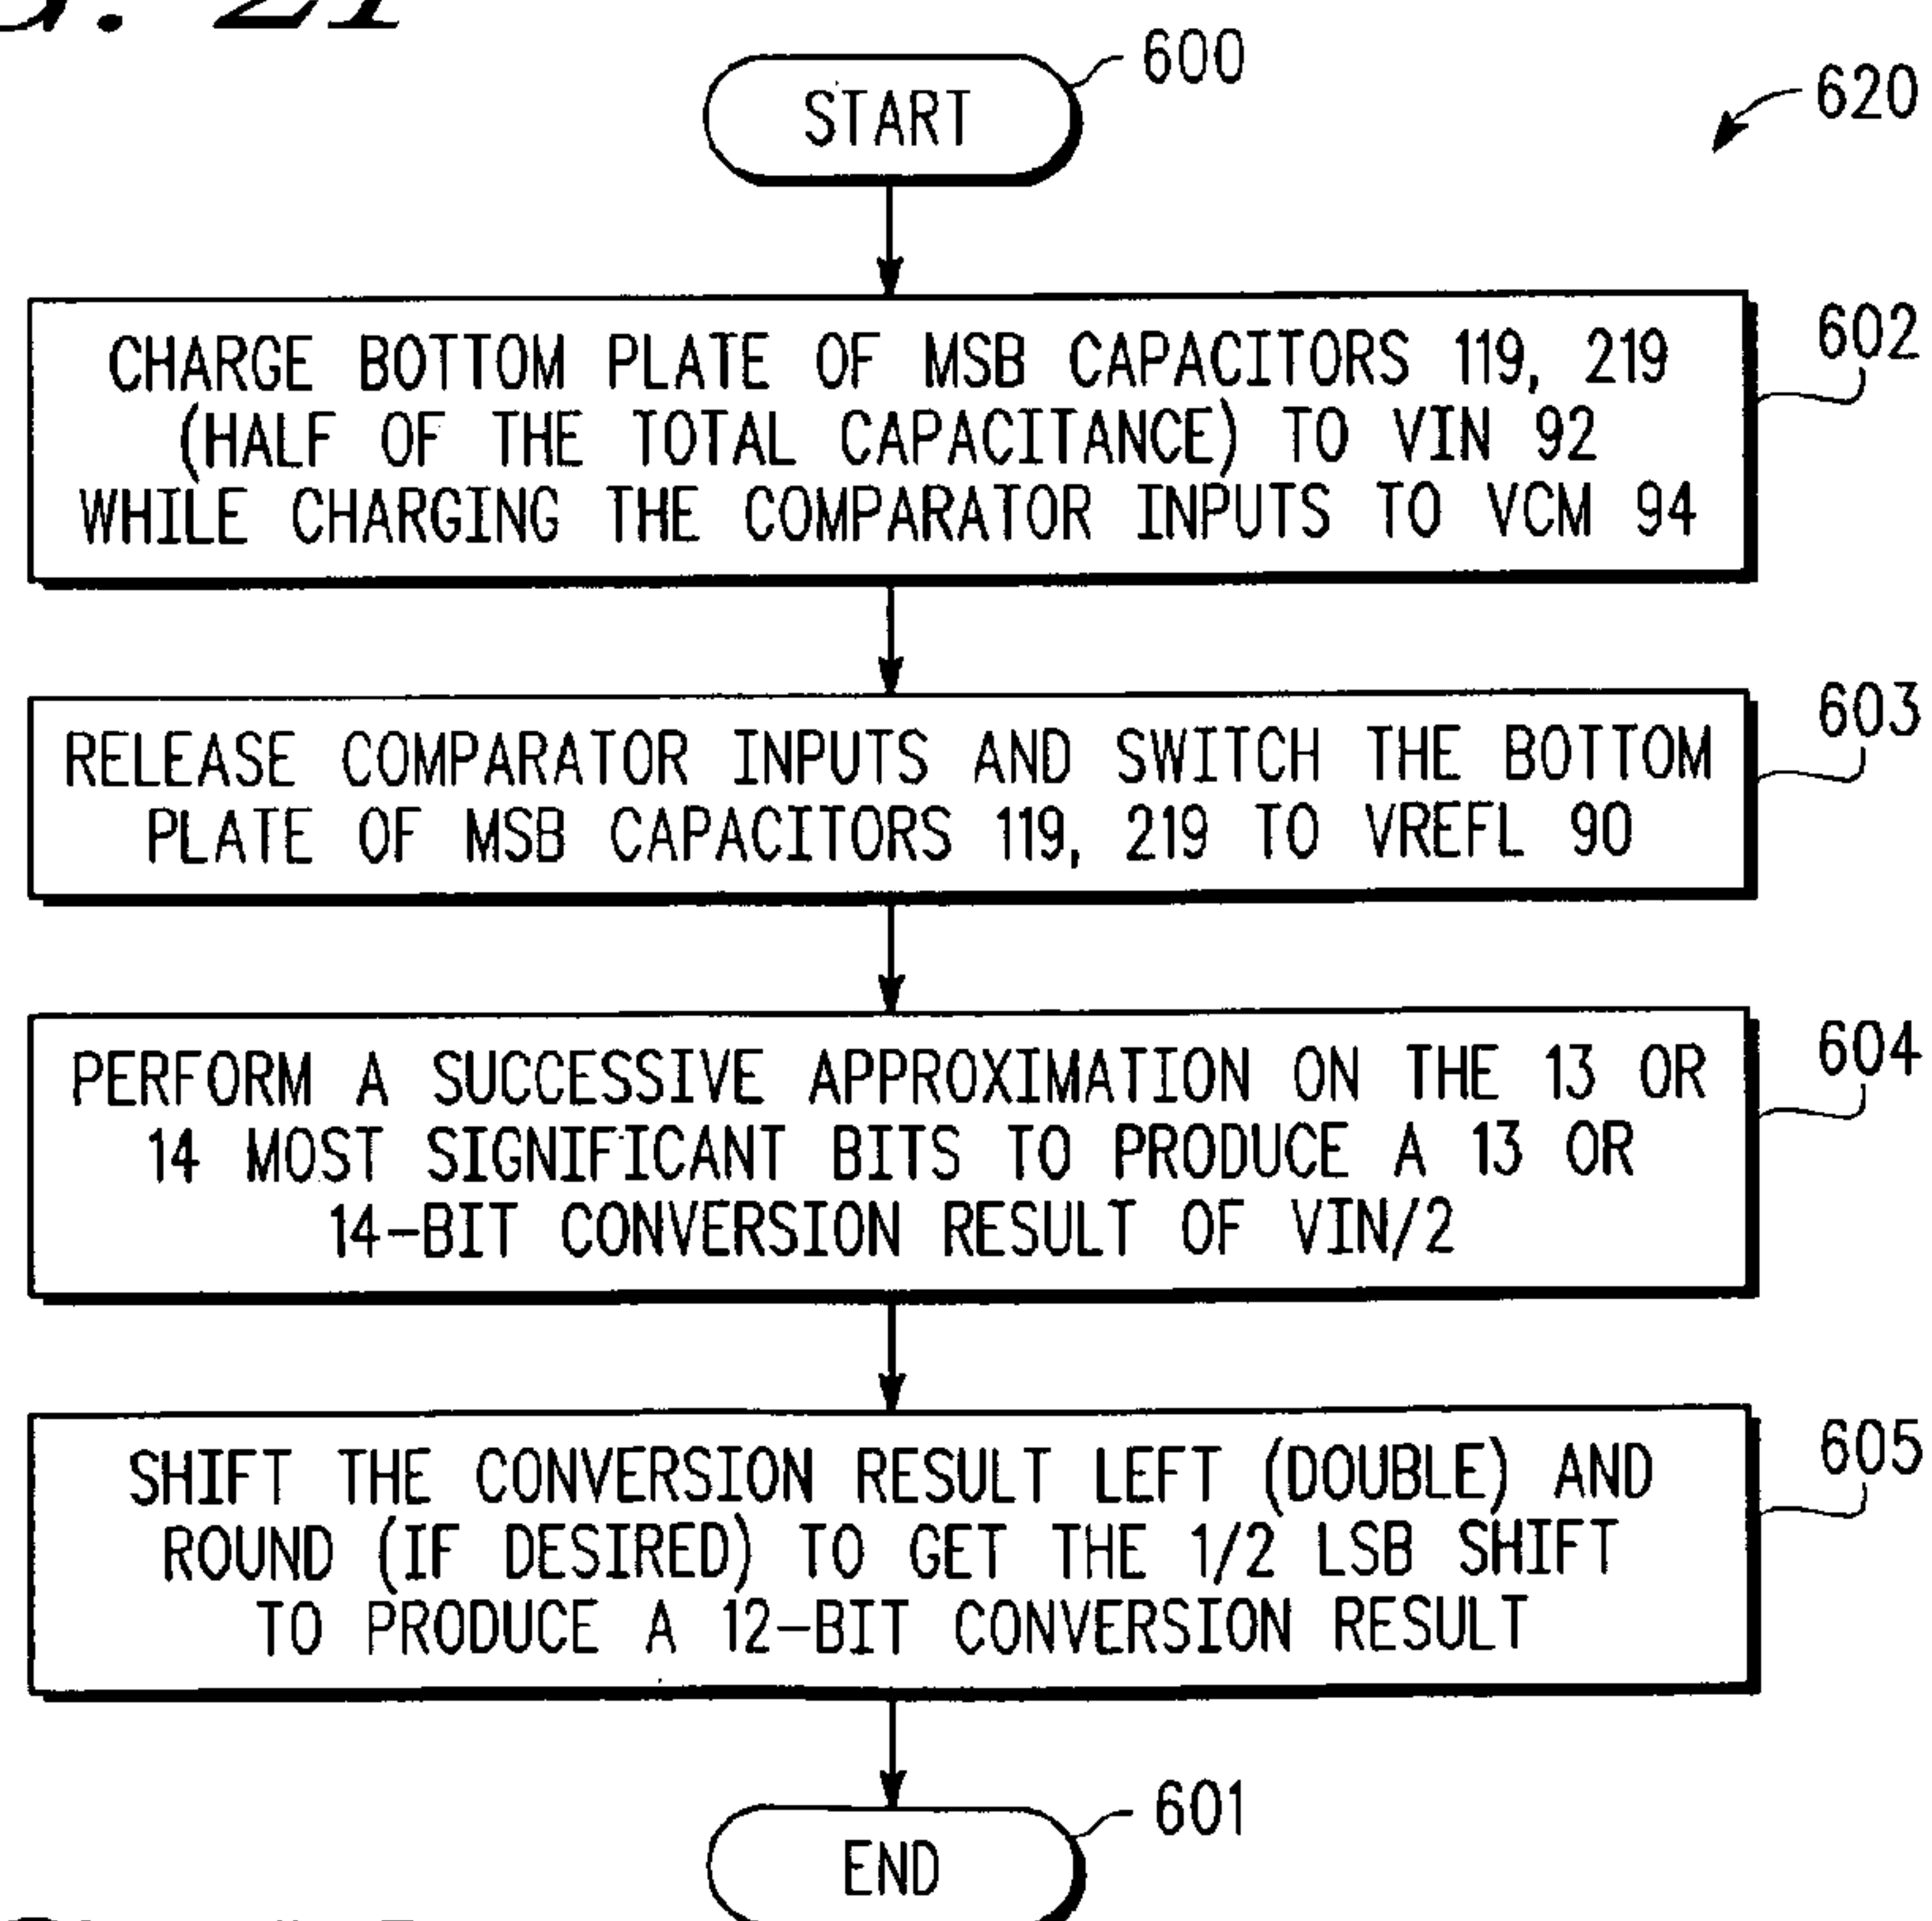 21
START
600
620
CHARGE BOTTOM PLATE OF MSB CAPACITORS 119, 219
(HALF OF THE TOTAL CAPACITANCE) TO VIN 92
WHILE CHARGING THE COMPARATOR INPUTS TO VCM 94
602
RELEASE COMPARATOR INPUTS AND SWITCH THE BOTTOM
PLATE OF MSB CAPACITORS 119, 219 TO VREFL 90
603
PERFORM A SUCCESSIVE APPROXIMATION ON THE 13 OR
14 MOST SIGNIFICANT BITS TO PRODUCE A 13 OR
14-BIT CONVERSION RESULT OF VIN/2
604
SHIFT THE CONVERSION RESULT LEFT (DOUBLE) AND
ROUND (IF DESIRED) TO GET THE 1/2 LSB SHIFT
TO PRODUCE A 12-BIT CONVERSION RESULT
605
END
601